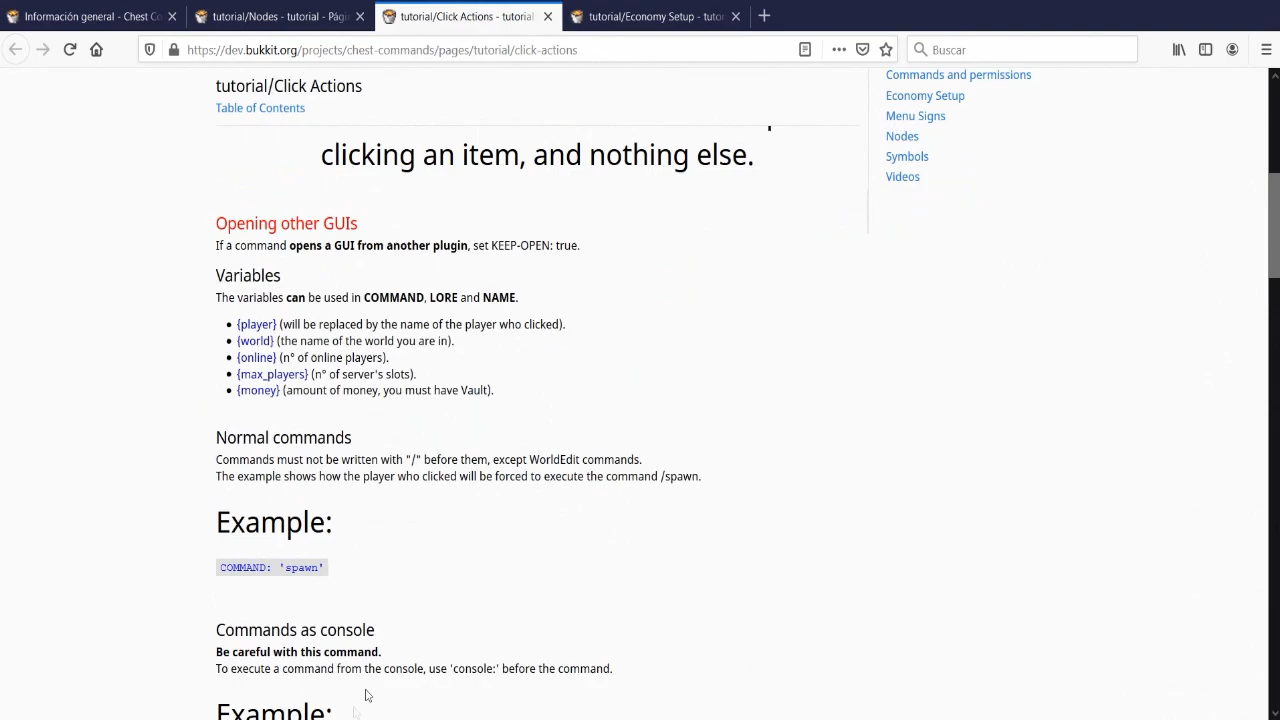 Información general - Chest Co
tutorial/Nodes - tutorial - Pági
tutorial/Click Actions - tutorial
tutorial/Economy Setup - tutor
https://dev.bukkit.org/projects/chest-commands/pages/tutorial/click-actions
Buscar
tutorial/Click Actions
Table of Contents
clicking an item, and nothing else.
Opening other GUIs
If a command opens a GUI from another plugin, set KEEP-OPEN: true.
Variables
The variables can be used in COMMAND, LORE and NAME.
{player} (will be replaced by the name of the player who clicked).
{world} (the name of the world you are in).
{online} (n° of online players).
{max_players} (n° of server's slots).
{money} (amount of money, you must have Vault).
Normal commands
Commands must not be written with "/" before them, except WorldEdit commands.
The example shows how the player who clicked will be forced to execute the command /spawn.
Example:
COMMAND: 'spawn'
Commands as console
Be careful with this command.
To execute a command from the console, use 'console:' before the command.
Example:
Commands and permissions
Economy Setup
Menu Signs
Nodes
Symbols
Videos